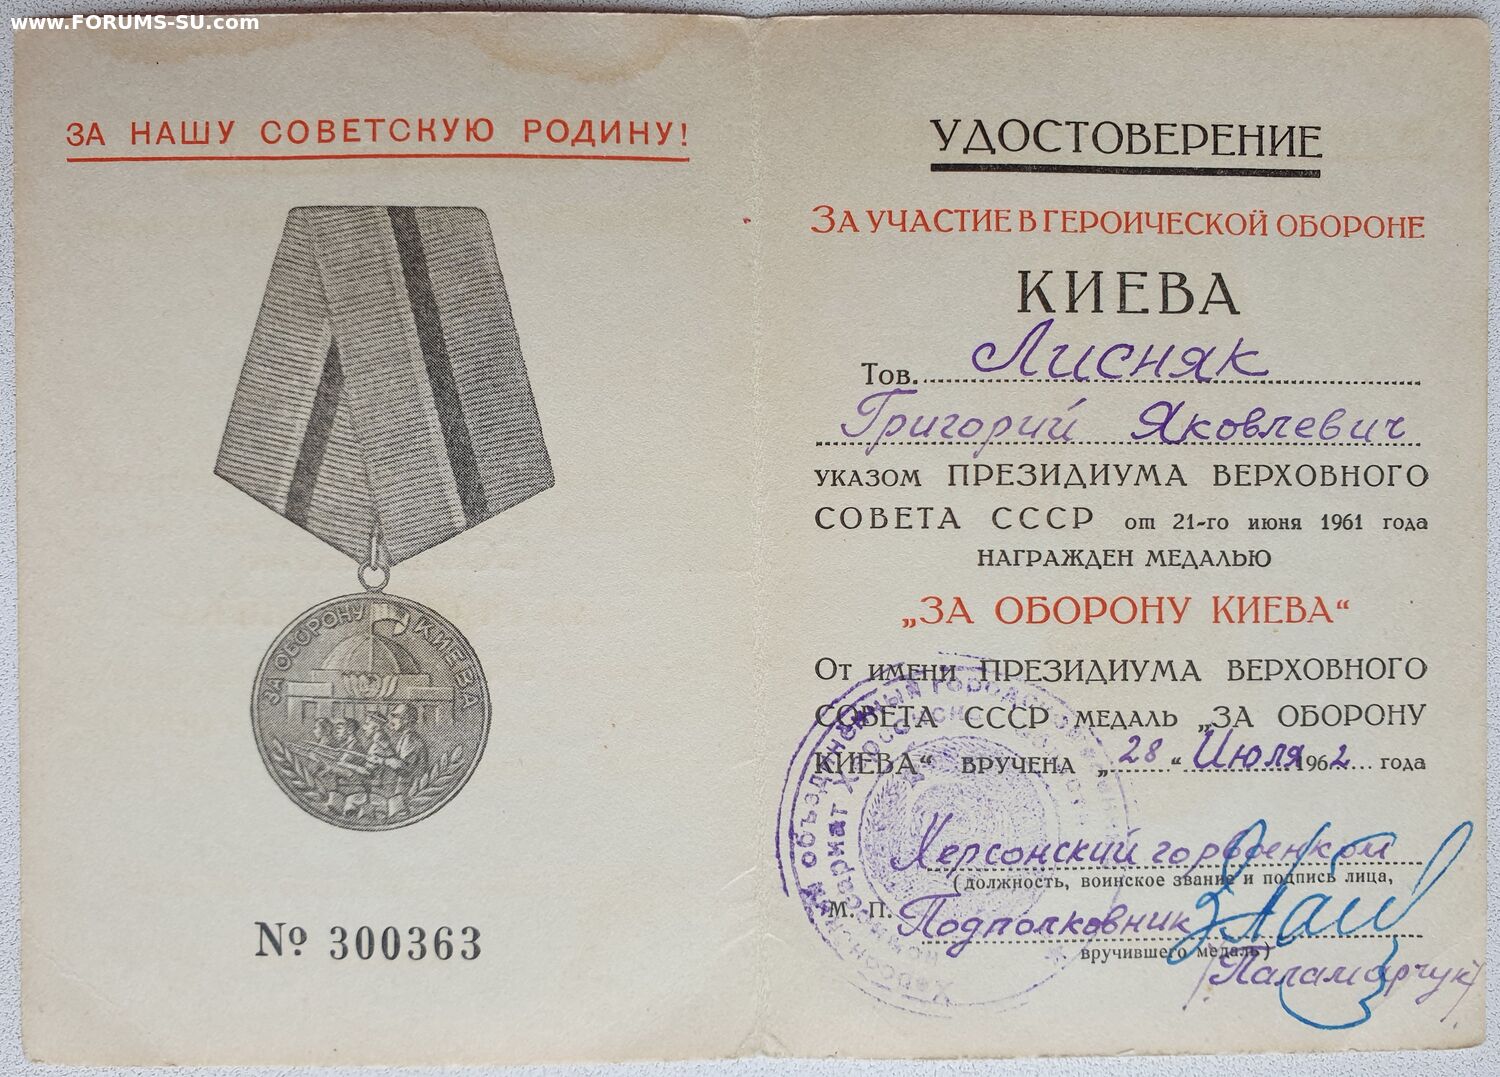 www.FORUMS-SU.com
ЗА НАШУ СОВЕТСКУЮ РОДИНУ!
ЗА ОБОРОНУ КИЕВА
№ 300363
УДОСТОВЕРЕНИЕ
ЗА УЧАСТИЕ В ГЕРОИЧЕСКОЙ ОБОРОНЕ
КИЕВА
Тов. Лисняк
Григорий Яковлевич
УКАЗОМ ПРЕЗИДИУМА ВЕРХОВНОГО
СОВЕТА СССР от 21-го июня 1961 года
НАГРАЖДЕН МЕДАЛЬЮ
„ЗА ОБОРОНУ КИЕВА“
От имени ПРЕЗИДИУМА ВЕРХОВНОГО
СОВЕТА СССР МЕДАЛЬ „ЗА ОБОРОНУ
КИЕВА“ ВРУЧЕНА „28“ Июля 1962 года
Херсонский горвоенком
(должность, воинское звание и подпись лица,
М. П. Подполковник
вручившего медаль)
(Паламарчук)